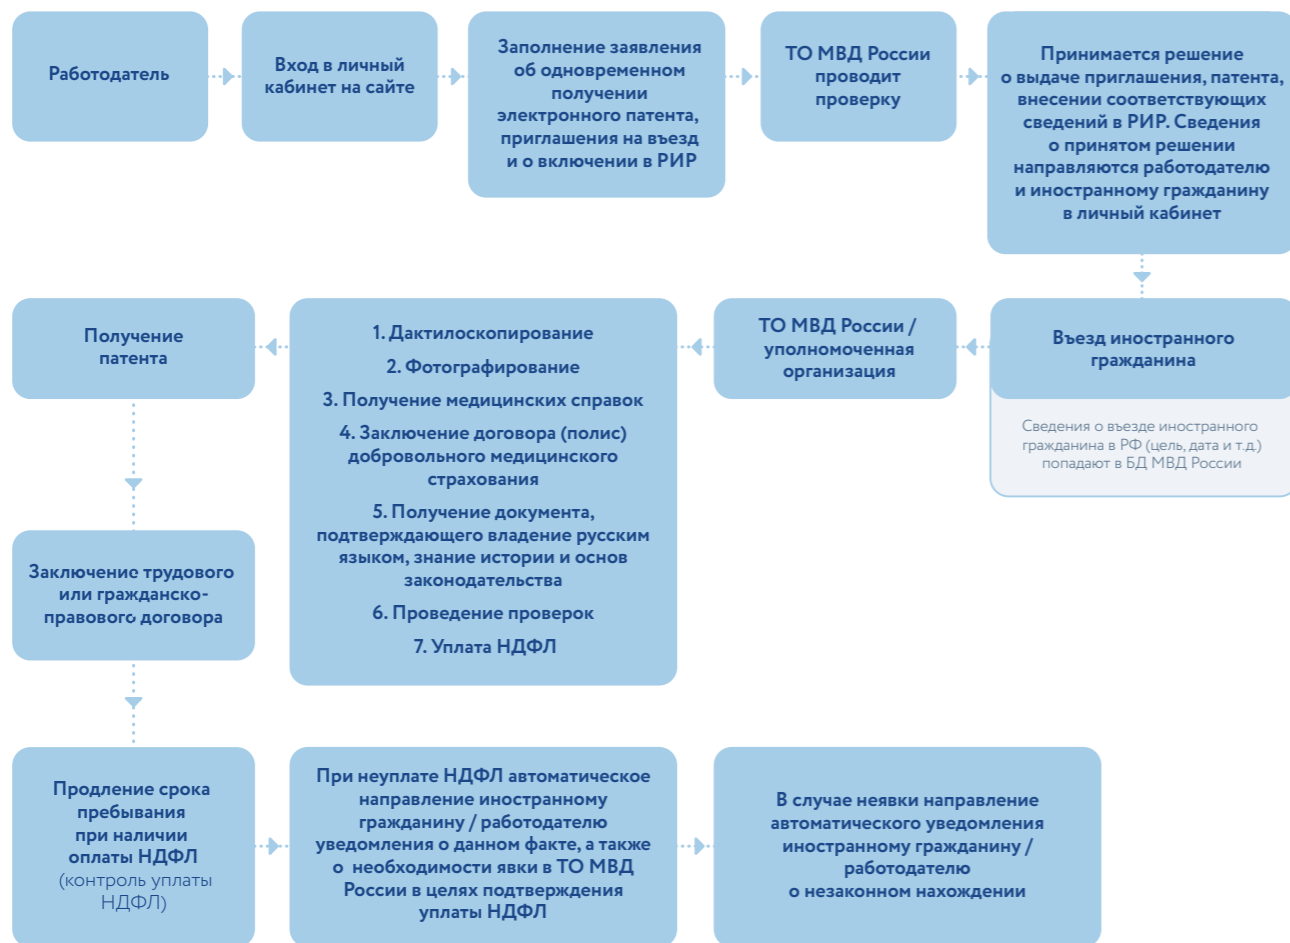 Работодатель
Вход в личный
кабинет на сайте
Заполнение заявления
об одновременном
получении
электронного патента,
приглашения на въезд
и о включении в РИР
ТО МВД России
проводит
проверку
Принимается решение
о выдаче приглашения, патента,
внесении соответствующих
сведений в РИР. Сведения
о принятом решении
направляются работодателю
и иностранному гражданину
в личный кабинет
Въезд иностранного
гражданина
Сведения о въезде иностранного
гражданина в РФ (цель, дата и т.д.)
попадают в БД МВД России
ТО МВД России /
уполномоченная
организация
1. Дактилоскопирование
2. Фотографирование
3. Получение медицинских справок
4. Заключение договора (полис)
добровольного медицинского
страхования
5. Получение документа,
подтверждающего владение русским
языком, знание истории и основ
законодательства
6. Проведение проверок
7. Уплата НДФЛ
Получение
патента
Заключение трудового
или гражданско-
правового договора
Продление срока
пребывания
при наличии
оплаты НДФЛ
(контроль уплаты
НДФЛ)
При неуплате НДФЛ автоматическое
направление иностранному
гражданину / работодателю
уведомления о данном факте, а также
о необходимости явки в ТО МВД
России в целях подтверждения
уплаты НДФЛ
В случае неявки направление
автоматического уведомления
иностранному гражданину /
работодателю
о незаконном нахождении